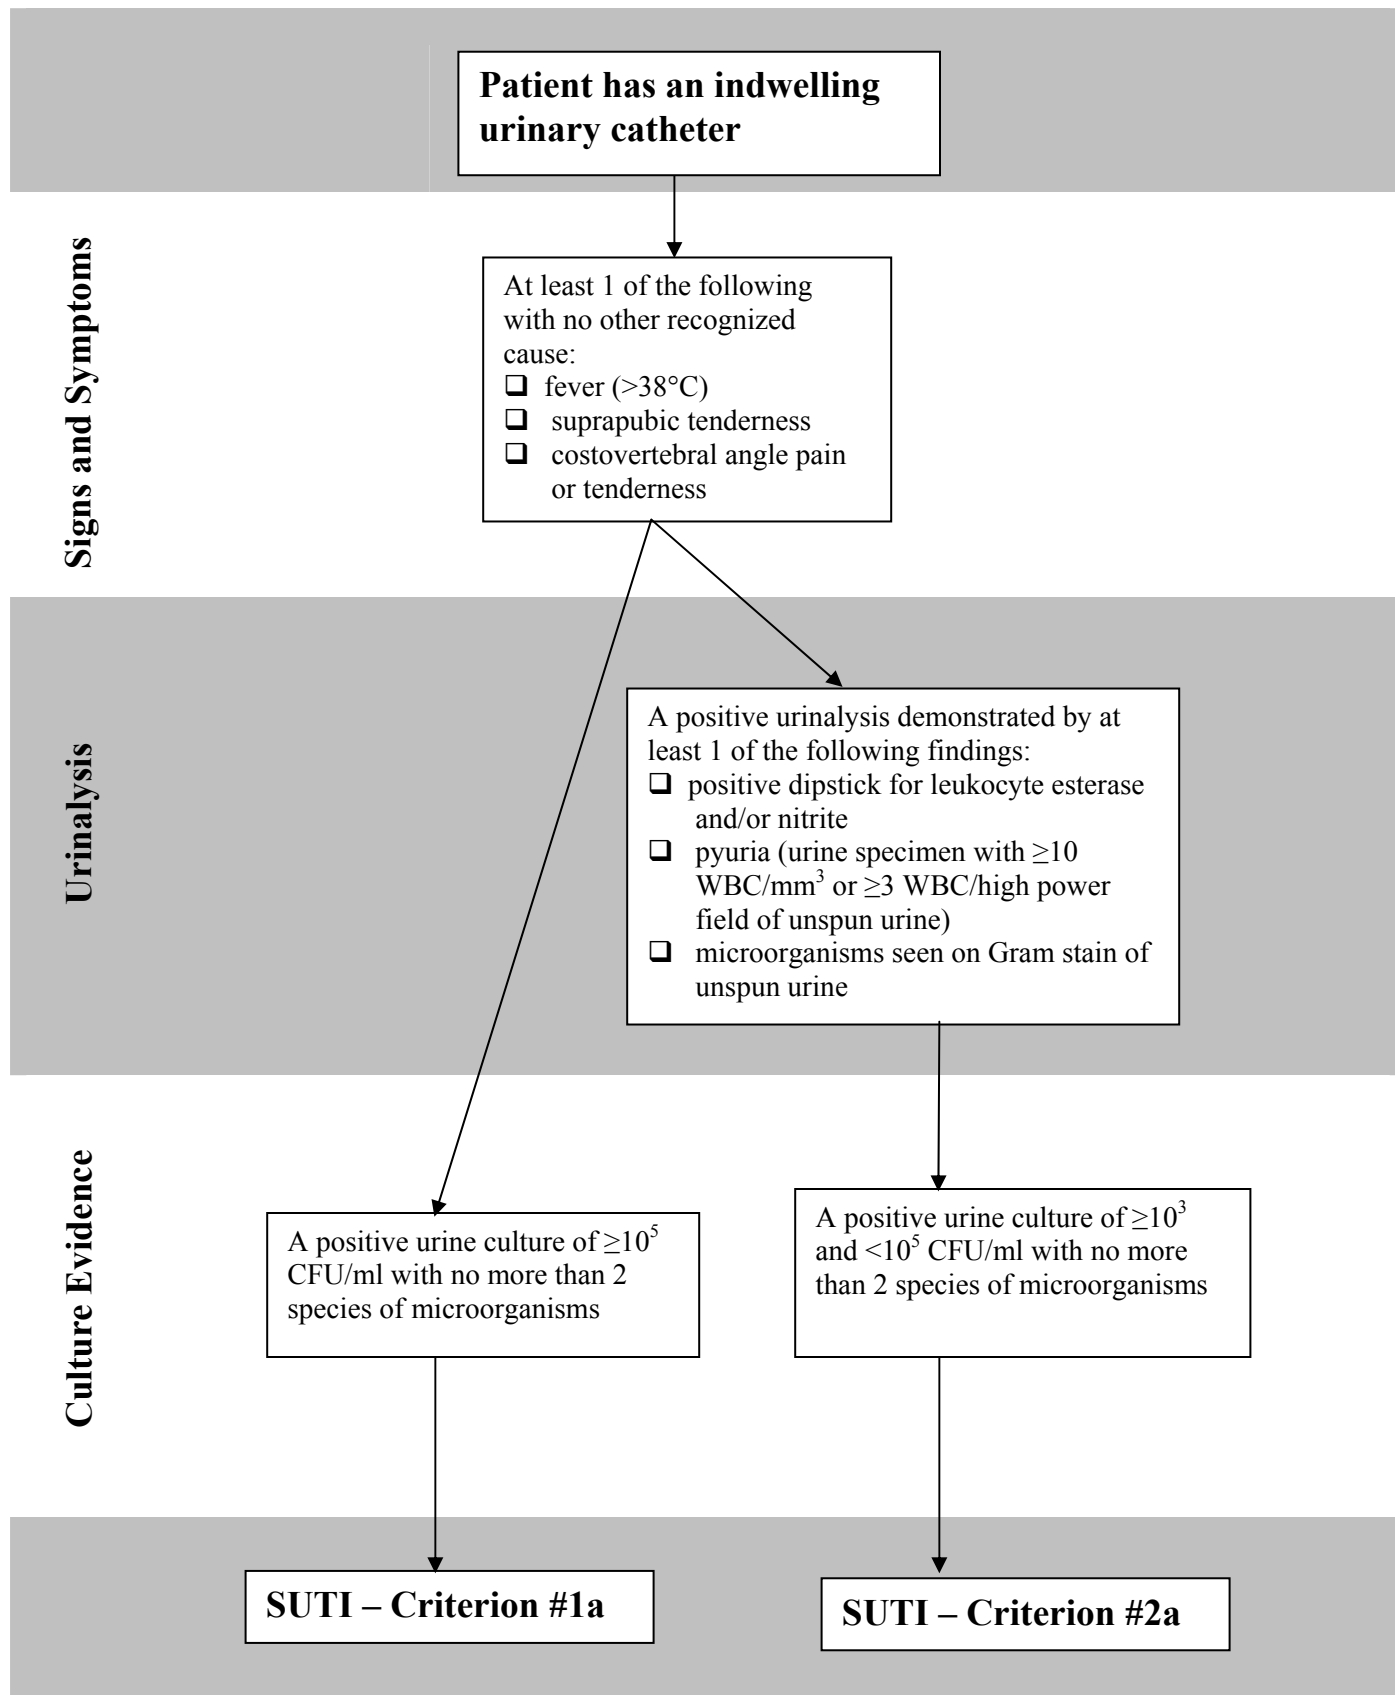 Patient has an indwelling
urinary catheter
Signs and Symptoms
At least 1 of the following
with no other recognized
cause:
❑ fever (>38°C)
❑ suprapubic tenderness
❑ costovertebral angle pain
or tenderness
Urinalysis
A positive urinalysis demonstrated by at
least 1 of the following findings:
❑ positive dipstick for leukocyte esterase
and/or nitrite
❑ pyuria (urine specimen with ≥10
WBC/mm³ or ≥3 WBC/high power
field of unspun urine)
❑ microorganisms seen on Gram stain of
unspun urine
Culture Evidence
A positive urine culture of ≥10⁵
CFU/ml with no more than 2
species of microorganisms
A positive urine culture of ≥10³
and <10⁵ CFU/ml with no more
than 2 species of microorganisms
SUTI – Criterion #1a
SUTI – Criterion #2a